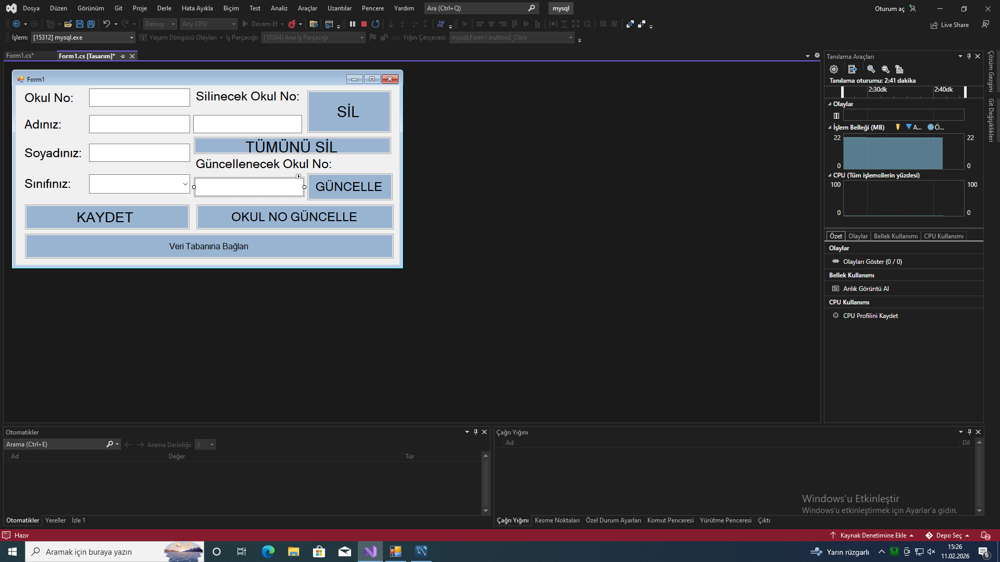 Dosya Düzen Görünüm Git Proje Derle Hata Ayıkla Biçim Test Analiz Araçlar Uzantılar Pencere Yardım Ara (Ctrl+Q) mysql Oturum aç
Debug Any CPU Devam Et Live Share
İşlem: [15312] mysql.exe Yaşam Döngüsü Olayları İş Parçacığı: [10384] Ana İş Parçacığı Yığın Çerçevesi: mysql.Form1.button2_Click
Form1.cs* Form1.cs [Tasarım]*
Form1
Okul No:
Silinecek Okul No:
SİL
Adınız:
TÜMÜNÜ SİL
Soyadınız:
Güncellenecek Okul No:
Sınıfınız:
GÜNCELLE
KAYDET
OKUL NO GÜNCELLE
Veri Tabanına Bağlan
Tanılama Araçları
Tanılama oturumu: 2:41 dakika
2:30dk 2:40dk
Olaylar
İşlem Belleği (MB) A... Ö...
22 22
0 0
CPU (Tüm işlemcilerin yüzdesi)
100 100
0 0
Özet Olaylar Bellek Kullanımı CPU Kullanımı
Olaylar
Olayları Göster (0 / 0)
Bellek Kullanımı
Anlık Görüntü Al
CPU Kullanımı
CPU Profilini Kaydet
Çözüm Gezgini
Git Değişiklikleri
Otomatikler
Arama (Ctrl+E) Arama Derinliği: 3
Ad Değer Tür
Otomatikler Yereller İzle 1
Çağrı Yığını
Ad Dil
Windows'u Etkinleştir
Windows'u etkinleştirmek için Ayarlar'a gidin.
Çağrı Yığını Kesme Noktaları Özel Durum Ayarları Komut Penceresi Yürütme Penceresi Çıktı
Hazır Kaynak Denetimine Ekle Depo Seç 2
Aramak için buraya yazın Yarın rüzgarlı 15:26
11.02.2026 6